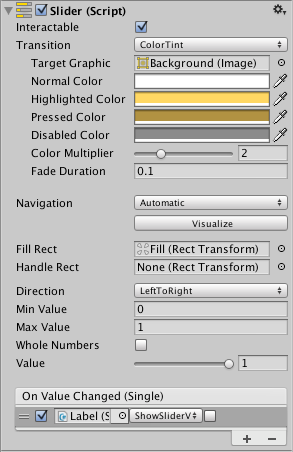 Slider (Script)
Interactable
Transition ColorTint
Target Graphic Background (Image)
Normal Color
Highlighted Color
Pressed Color
Disabled Color
Color Multiplier 2
Fade Duration 0.1
Navigation Automatic
Visualize
Fill Rect Fill (Rect Transform)
Handle Rect None (Rect Transform)
Direction LeftToRight
Min Value 0
Max Value 1
Whole Numbers
Value 1
On Value Changed (Single)
Label (S ShowSliderV